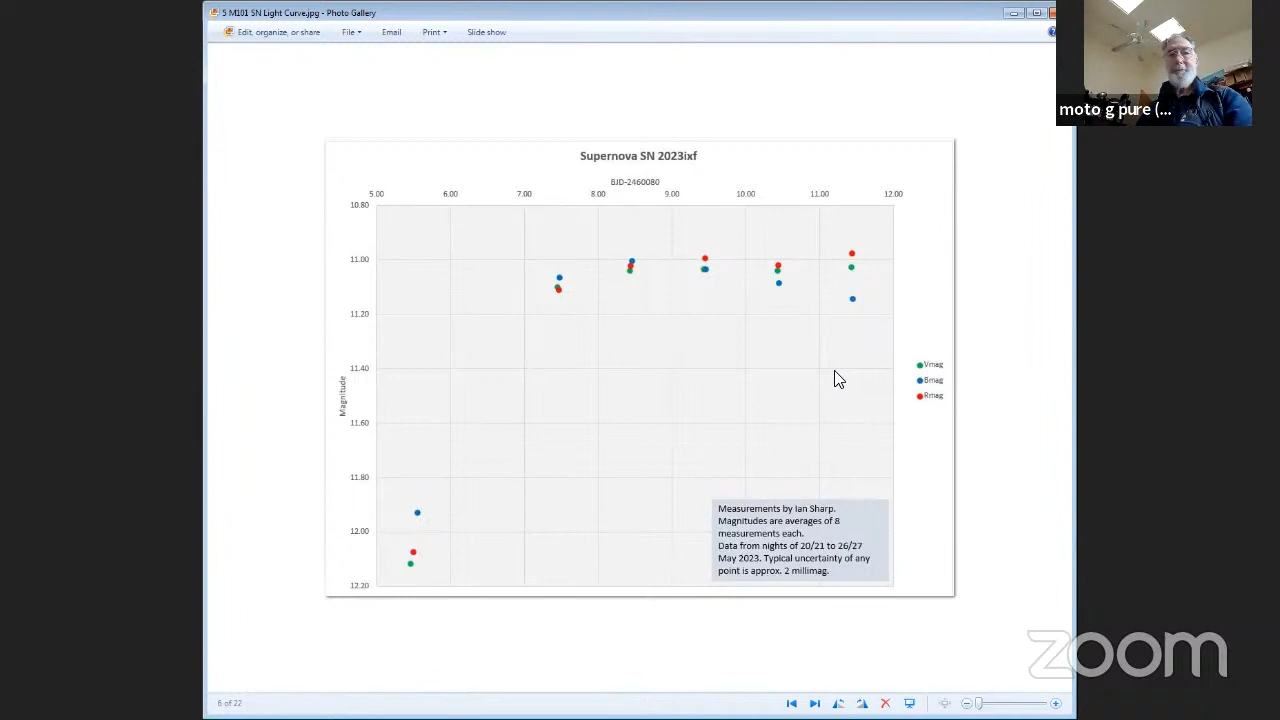 5 M101 SN Light Curve.jpg - Photo Gallery
Edit, organize, or share File Email Print Slide show
moto g pure (...
Supernova SN 2023ixf
BJD-2460080
5.00 6.00 7.00 8.00 9.00 10.00 11.00 12.00
10.80
11.00
11.20
11.40
11.60
11.80
12.00
12.20
Magnitude
Vmag
Bmag
Rmag
Measurements by Ian Sharp.
Magnitudes are averages of 8
measurements each.
Data from nights of 20/21 to 26/27
May 2023. Typical uncertainty of any
point is approx. 2 millimag.
zoom
6 of 22